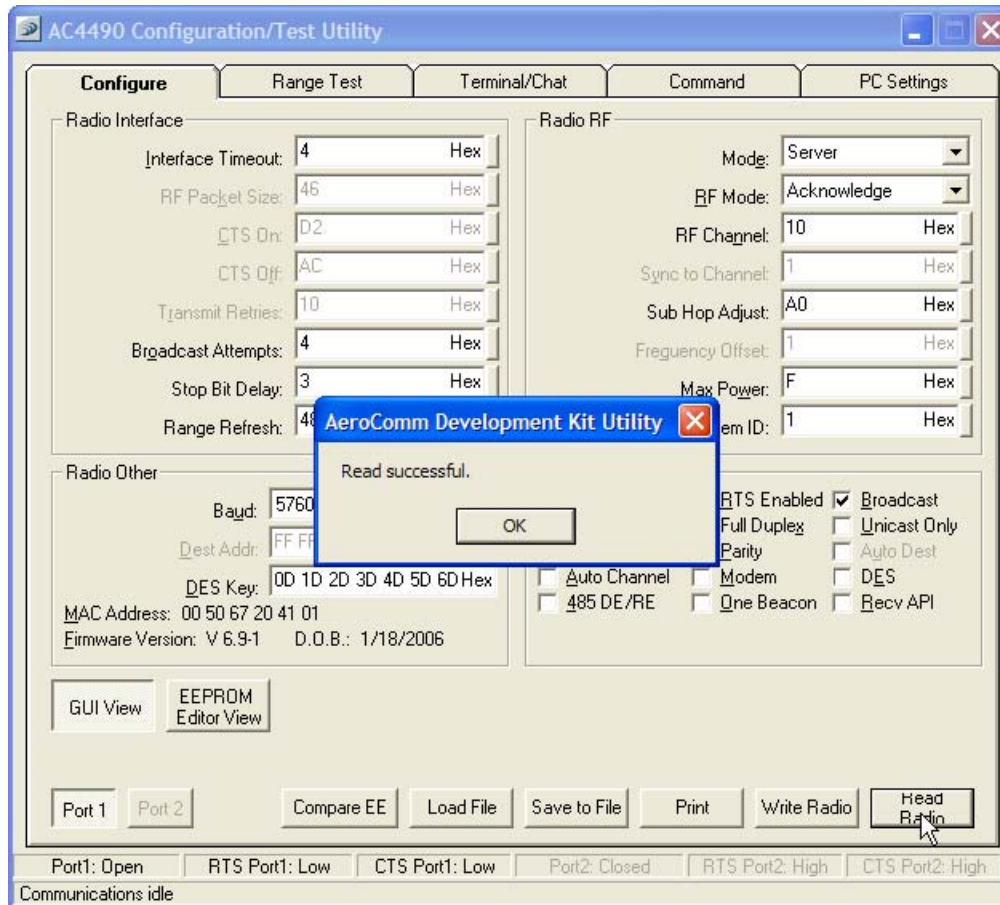 AC4490 Configuration/Test Utility
Configure Range Test Terminal/Chat Command PC Settings
Radio Interface
Interface Timeout: 4 Hex
RF Packet Size: 46 Hex
CTS On: D2 Hex
CTS Off: AC Hex
Transmit Retries: 10 Hex
Broadcast Attempts: 4 Hex
Stop Bit Delay: 3 Hex
Range Refresh:
Radio RF
Mode: Server
RF Mode: Acknowledge
RF Channel: 10 Hex
Sync to Channel: 1 Hex
Sub Hop Adjust: A0 Hex
Freguency Offset: 1 Hex
Max Power: F Hex
em ID: 1 Hex
AeroComm Development Kit Utility
Read successful.
OK
Radio Other
Baud: 5760
Dest Addr: FF FF
DES Key: 0D 1D 2D 3D 4D 5D 6D Hex
MAC Address: 00 50 67 20 41 01
Firmware Version: V 6.9-1 D.O.B.: 1/18/2006
RTS Enabled Broadcast
Full Duplex Unicast Only
Parity Auto Dest
Auto Channel Modem DES
485 DE/RE One Beacon Recv API
GUI View
EEPROM
Editor View
Port 1 Port 2 Compare EE Load File Save to File Print Write Radio Read
Radio
Port1: Open RTS Port1: Low CTS Port1: Low Port2: Closed RTS Port2: High CTS Port2: High
Communications idle